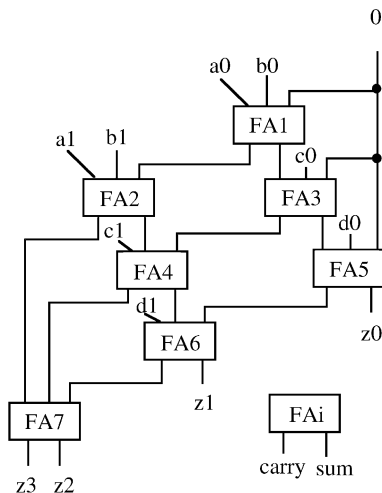 0
a0 b0
FA1
a1 b1
c0
FA2 FA3
c1 d0
FA4 FA5
d1
FA6
z0
z1
FA7 FAi
carry sum
z3 z2